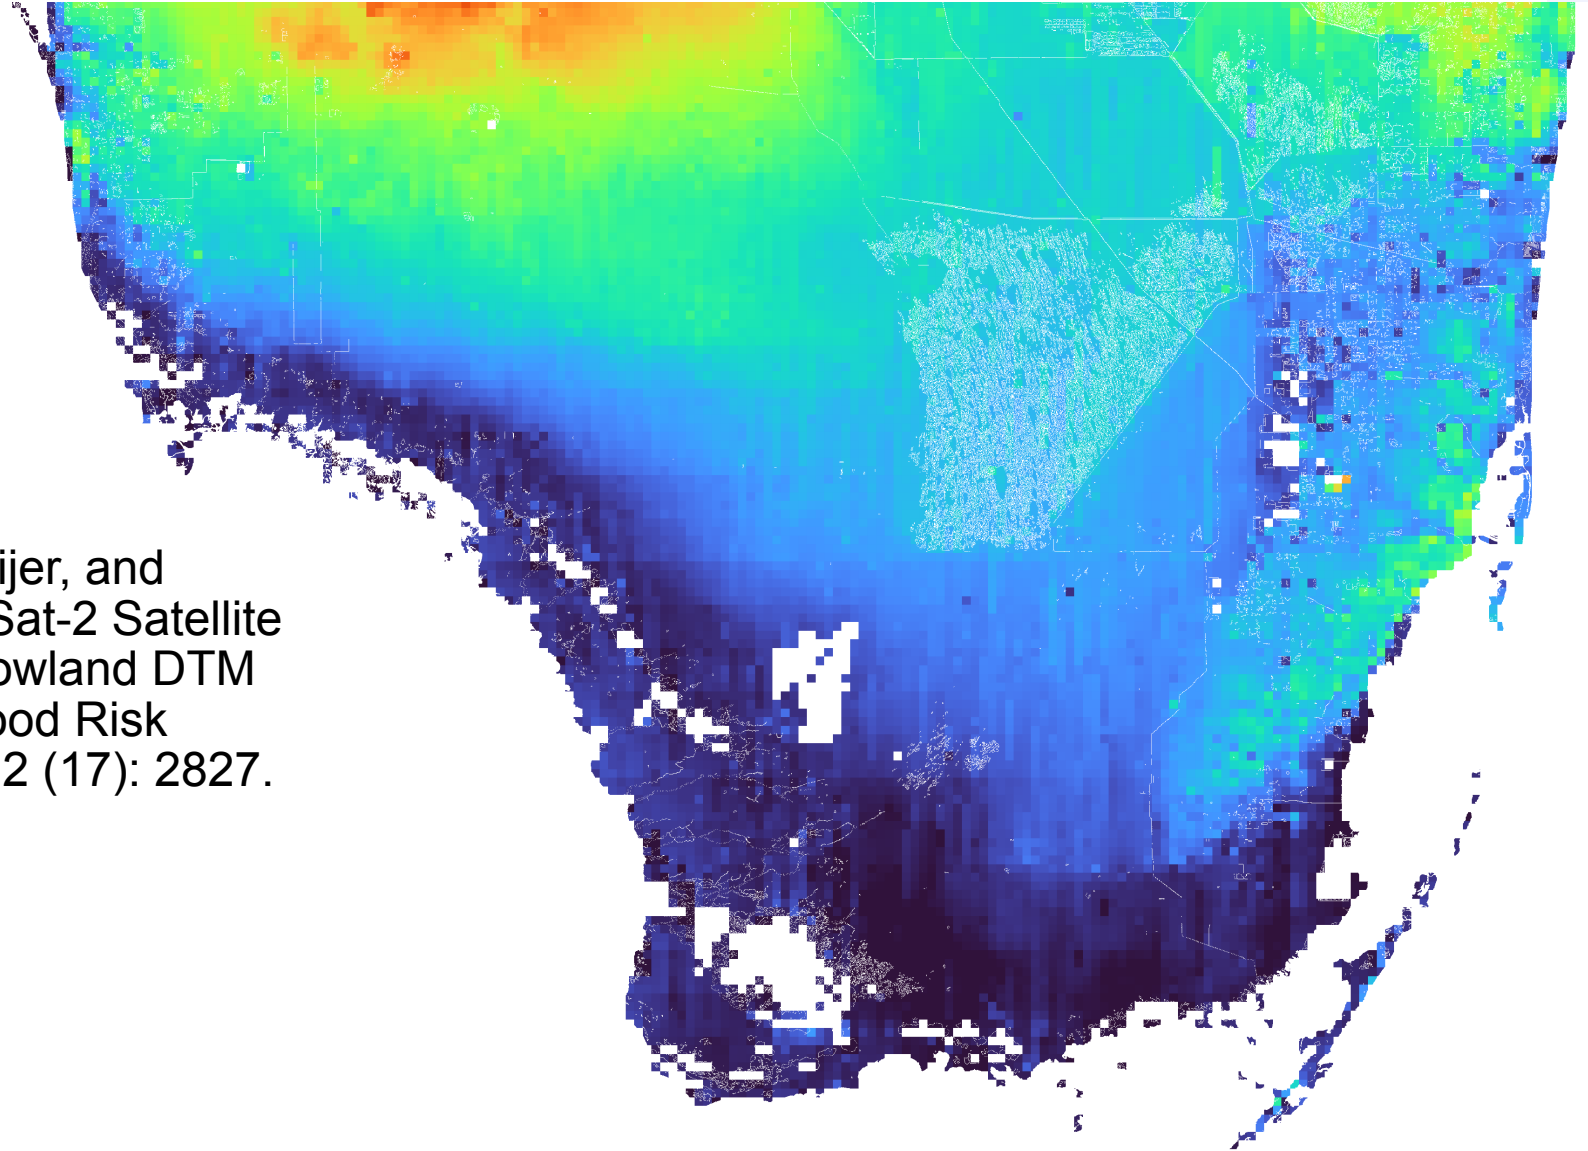 ijer, and
Sat-2 Satellite
owland DTM
ood Risk
2 (17): 2827.